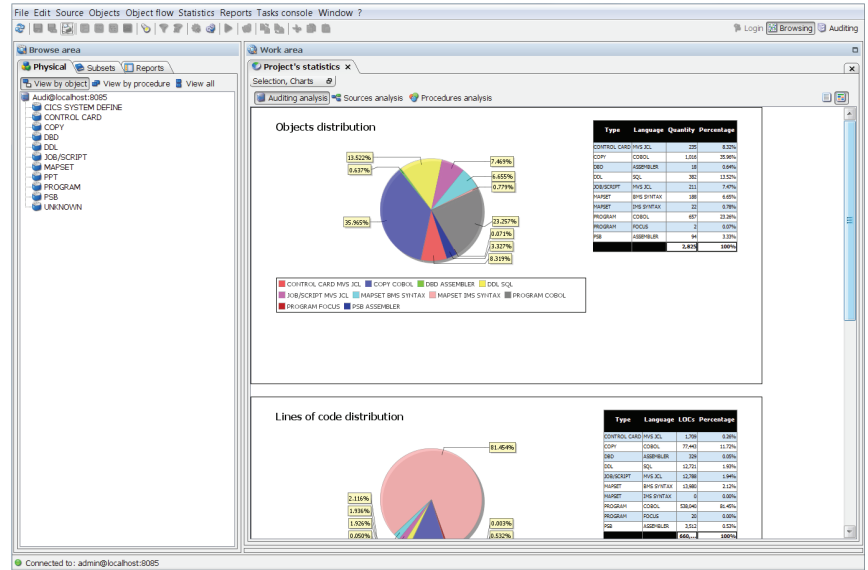 File Edit Source Objects Object flow Statistics Reports Tasks console Window ?
Login Browsing Auditing
Browse area
Physical Subsets Reports
View by object View by procedure View all
Audi@localhost:8085
CICS SYSTEM DEFINE
CONTROL CARD
COPY
DBD
DDL
JOB/SCRIPT
MAPSET
PPT
PROGRAM
PSB
UNKNOWN
Work area
Project's statistics
Selection, Charts
Auditing analysis Sources analysis Procedures analysis
Objects distribution
13.522%
0.637%
35.965%
7.469%
6.655%
0.779%
23.257%
0.071%
3.327%
8.319%
CONTROL CARD MVS JCL COPY COBOL DBD ASSEMBLER DDL SQL
JOB/SCRIPT MVS JCL MAPSET BMS SYNTAX MAPSET IMS SYNTAX PROGRAM COBOL
PROGRAM FOCUS PSB ASSEMBLER
Type Language Quantity Percentage
CONTROL CARD MVS JCL 235 8.32%
COPY COBOL 1,016 35.96%
DBD ASSEMBLER 18 0.64%
DDL SQL 382 13.52%
JOB/SCRIPT MVS JCL 211 7.47%
MAPSET BMS SYNTAX 188 6.65%
MAPSET IMS SYNTAX 22 0.78%
PROGRAM COBOL 657 23.26%
PROGRAM FOCUS 2 0.07%
PSB ASSEMBLER 94 3.33%
2,825 100%
Lines of code distribution
81.454%
2.116%
1.936%
1.926%
0.050%
0.003%
0.532%
Type Language LOCs Percentage
CONTROL CARD MVS JCL 1,709 0.26%
COPY COBOL 77,443 11.72%
DBD ASSEMBLER 329 0.05%
DDL SQL 12,721 1.93%
JOB/SCRIPT MVS JCL 12,788 1.94%
MAPSET BMS SYNTAX 13,980 2.12%
MAPSET IMS SYNTAX 0 0.00%
PROGRAM COBOL 538,040 81.45%
PROGRAM FOCUS 20 0.00%
PSB ASSEMBLER 3,512 0.53%
660,... 100%
Connected to: admin@localhost:8085